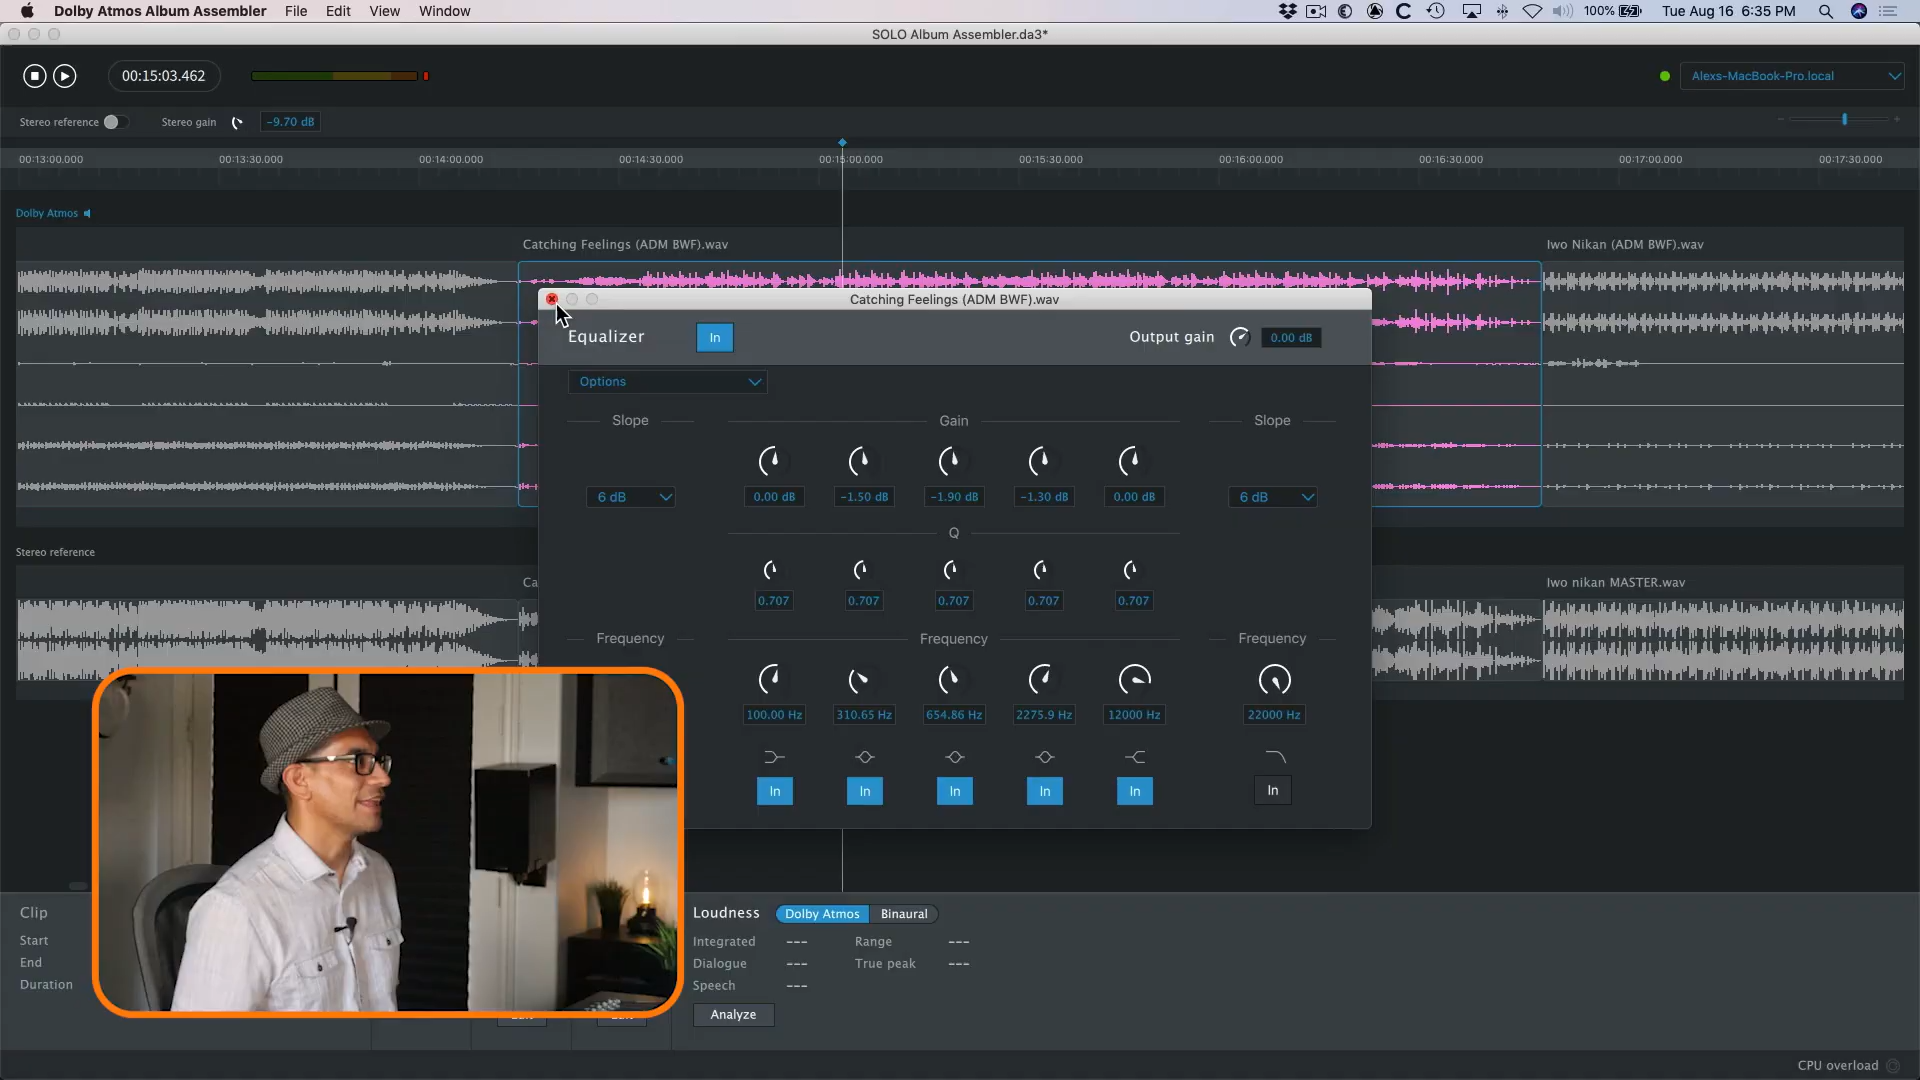 Dolby Atmos Album Assembler File Edit View Window 100% Tue Aug 16 6:35 PM
SOLO Album Assembler.da3*
00:15:03.462 Alexs-MacBook-Pro.local
Stereo reference Stereo gain -9.70 dB
00:13:00.000 00:13:30.000 00:14:00.000 00:14:30.000 00:15:00.000 00:15:30.000 00:16:00.000 00:16:30.000 00:17:00.000 00:17:30.000
Dolby Atmos
Catching Feelings (ADM BWF).wav Iwo Nikan (ADM BWF).wav
Catching Feelings (ADM BWF).wav
Equalizer In Output gain 0.00 dB
Options
Slope Gain Slope
6 dB 0.00 dB -1.50 dB -1.90 dB -1.30 dB 0.00 dB 6 dB
Q
Stereo reference
Ca Iwo nikan MASTER.wav
0.707 0.707 0.707 0.707 0.707
Frequency Frequency Frequency
100.00 Hz 310.65 Hz 654.86 Hz 2275.9 Hz 12000 Hz 22000 Hz
In In In In In In
Clip Loudness Dolby Atmos Binaural
Start Integrated --- Range ---
End Dialogue --- True peak ---
Duration Speech ---
Analyze
CPU overload